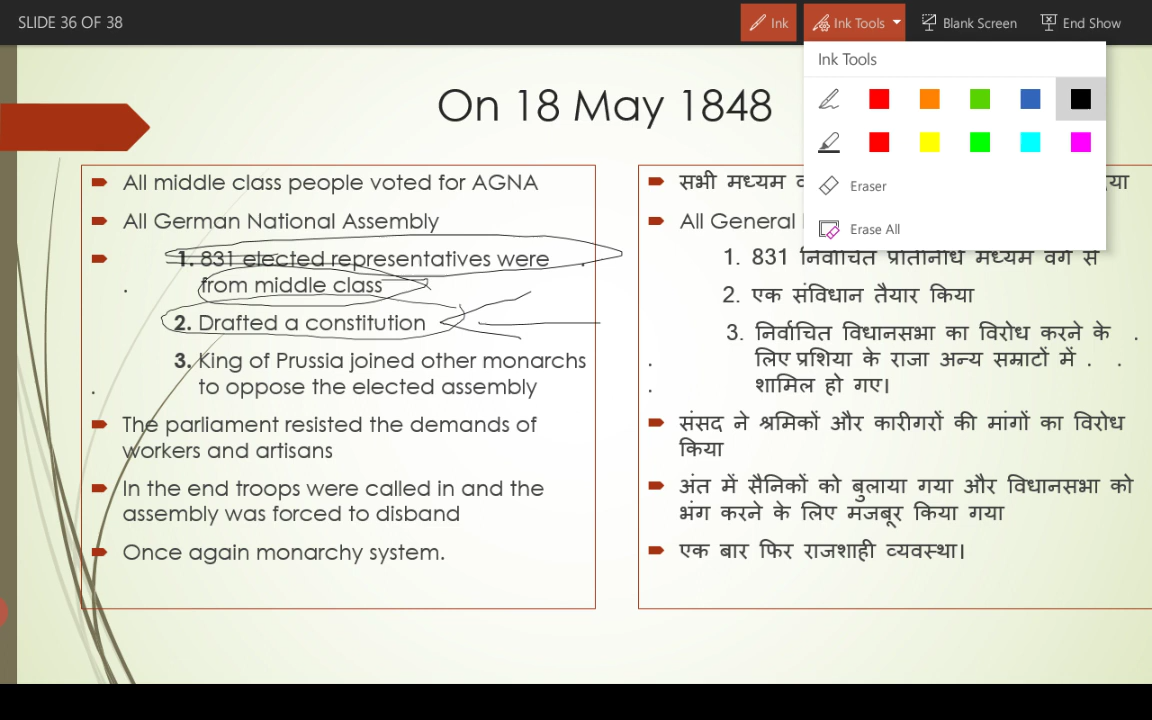 SLIDE 36 OF 38
Ink
Ink Tools
Blank Screen
End Show
Ink Tools
Eraser
Erase All
On 18 May 1848
All middle class people voted for AGNA
All German National Assembly
1. 831 elected representatives were .
. from middle class
2. Drafted a constitution
3. King of Prussia joined other monarchs
. to oppose the elected assembly
The parliament resisted the demands of
workers and artisans
In the end troops were called in and the
assembly was forced to disband
Once again monarchy system.
सभी मध्यम
All General
1. 831 निर्वाचित प्रतिनिधि मध्यम वर्ग से
2. एक संविधान तैयार किया
3. निर्वाचित विधानसभा का विरोध करने के .
. लिए प्रशिया के राजा अन्य सम्राटों में . .
. शामिल हो गए।
संसद ने श्रमिकों और कारीगरों की मांगों का विरोध
किया
अंत में सैनिकों को बुलाया गया और विधानसभा को
भंग करने के लिए मजबूर किया गया
एक बार फिर राजशाही व्यवस्था।